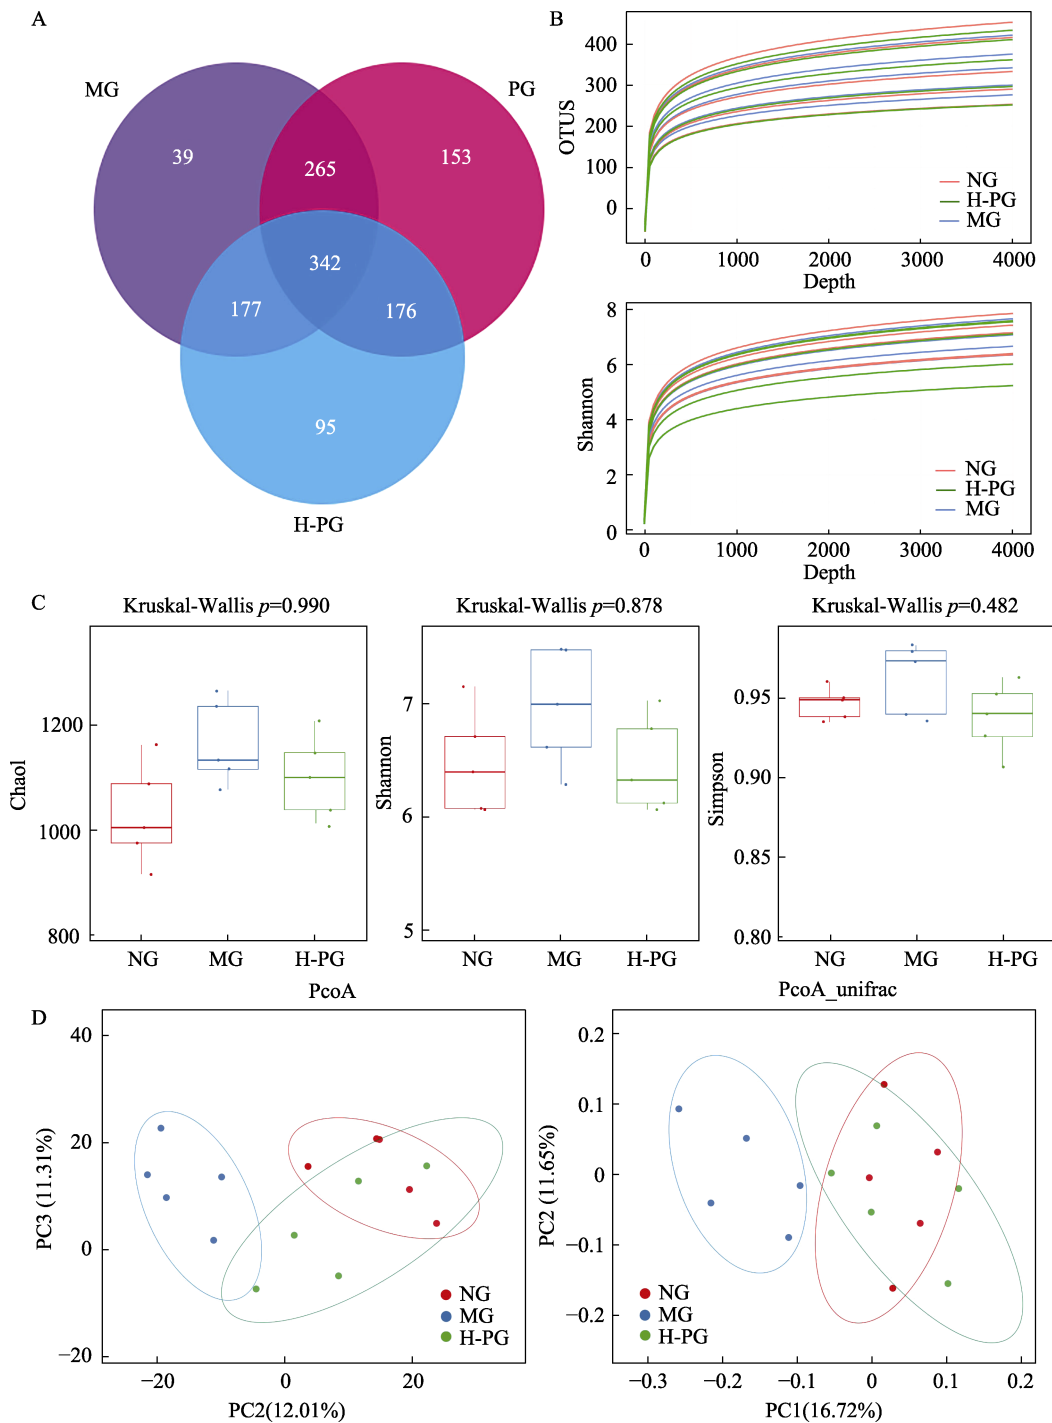 A
MG
PG
39
265
153
342
177
176
95
H-PG
B
OTUS
400
300
200
100
0
NG
H-PG
MG
0
1000
2000
3000
4000
Depth
Shannon
8
6
4
2
0
NG
H-PG
MG
0
1000
2000
3000
4000
Depth
C
Kruskal-Wallis p=0.990
Chaol
1200
1000
800
NG
MG
H-PG
Kruskal-Wallis p=0.878
Shannon
7
6
5
NG
MG
H-PG
Kruskal-Wallis p=0.482
Simpson
0.95
0.90
0.85
0.80
NG
MG
H-PG
D
PcoA
PC3 (11.31%)
40
20
0
−20
NG
MG
H-PG
−20
0
20
PC2(12.01%)
PcoA_unifrac
PC2 (11.65%)
0.2
0.1
0
−0.1
−0.2
NG
MG
H-PG
−0.3
−0.2
−0.1
0
0.1
0.2
PC1(16.72%)